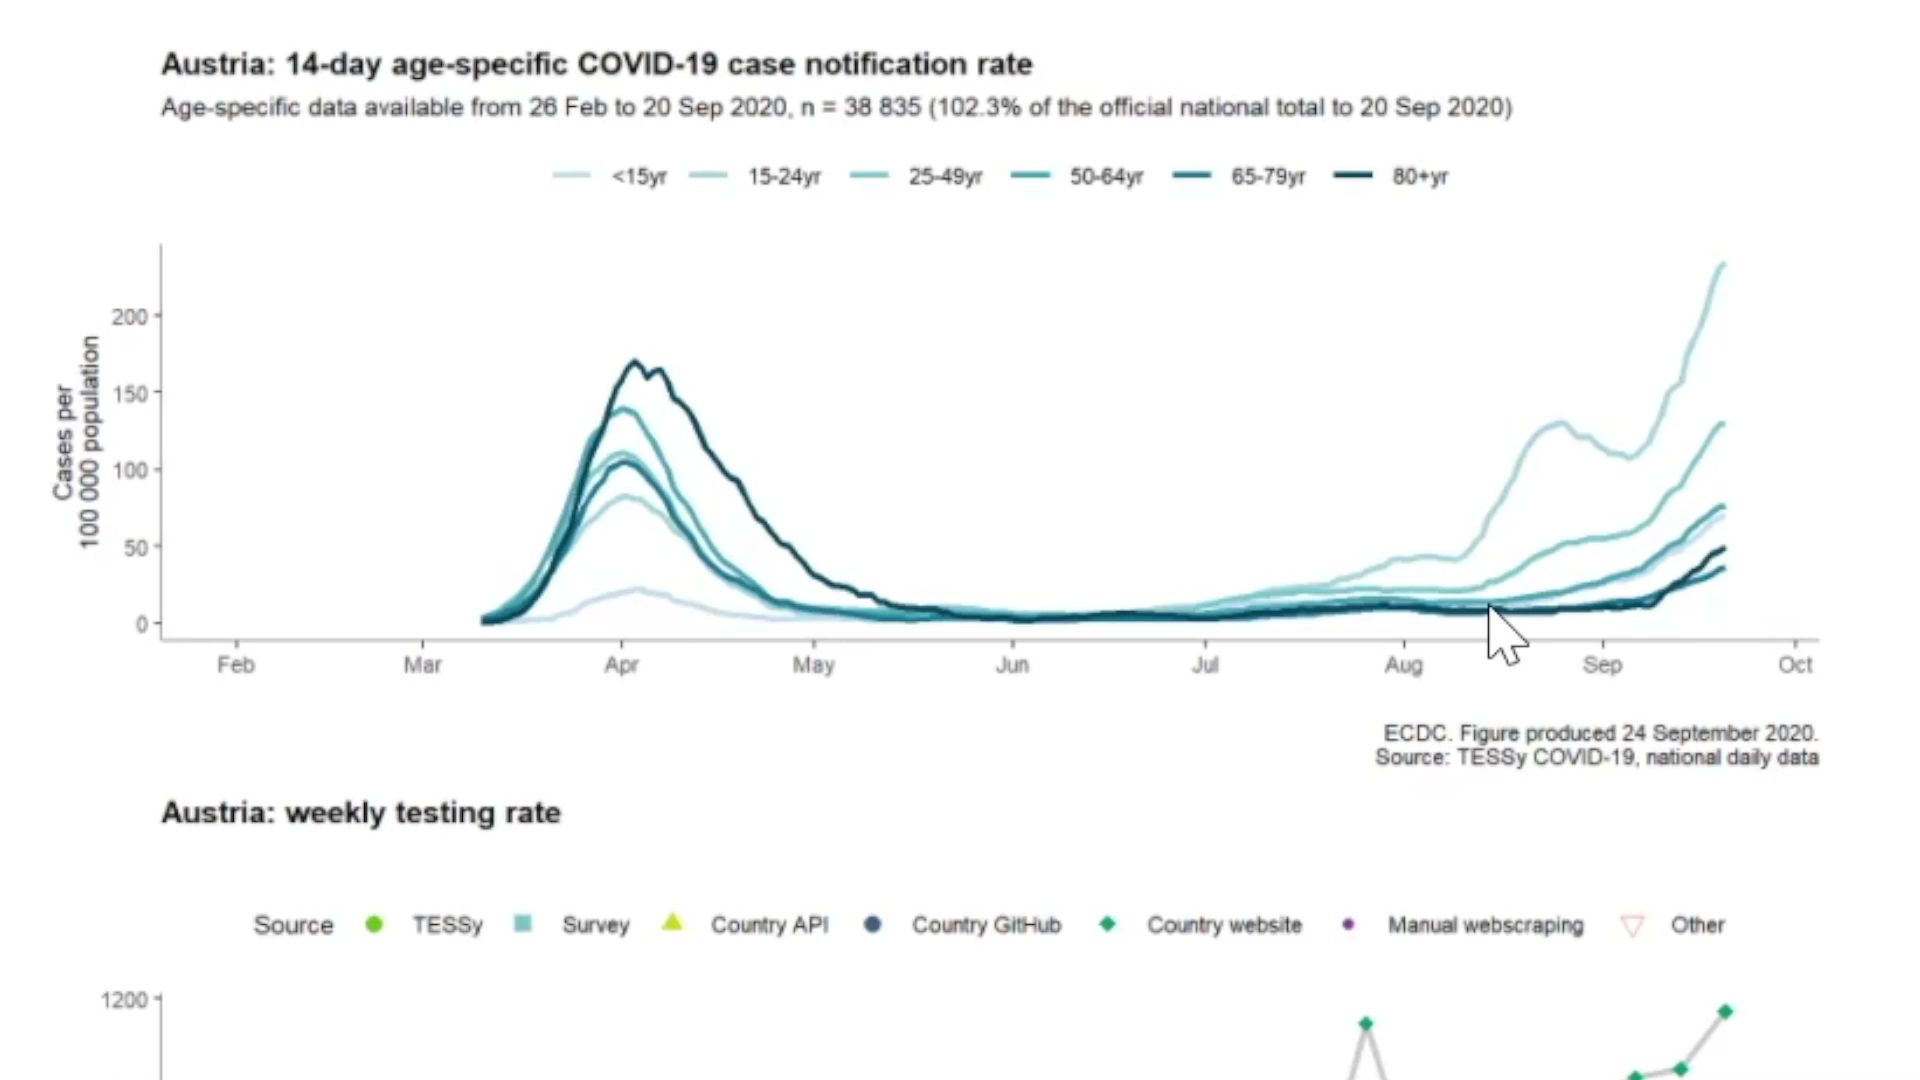 Austria: 14-day age-specific COVID-19 case notification rate
Age-specific data available from 26 Feb to 20 Sep 2020, n = 38 835 (102.3% of the official national total to 20 Sep 2020)
<15yr 15-24yr 25-49yr 50-64yr 65-79yr 80+yr
Cases per
100 000 population
200
150
100
50
0
Feb Mar Apr May Jun Jul Aug Sep Oct
ECDC. Figure produced 24 September 2020.
Source: TESSy COVID-19, national daily data
Austria: weekly testing rate
Source TESSy Survey Country API Country GitHub Country website Manual webscraping Other
1200